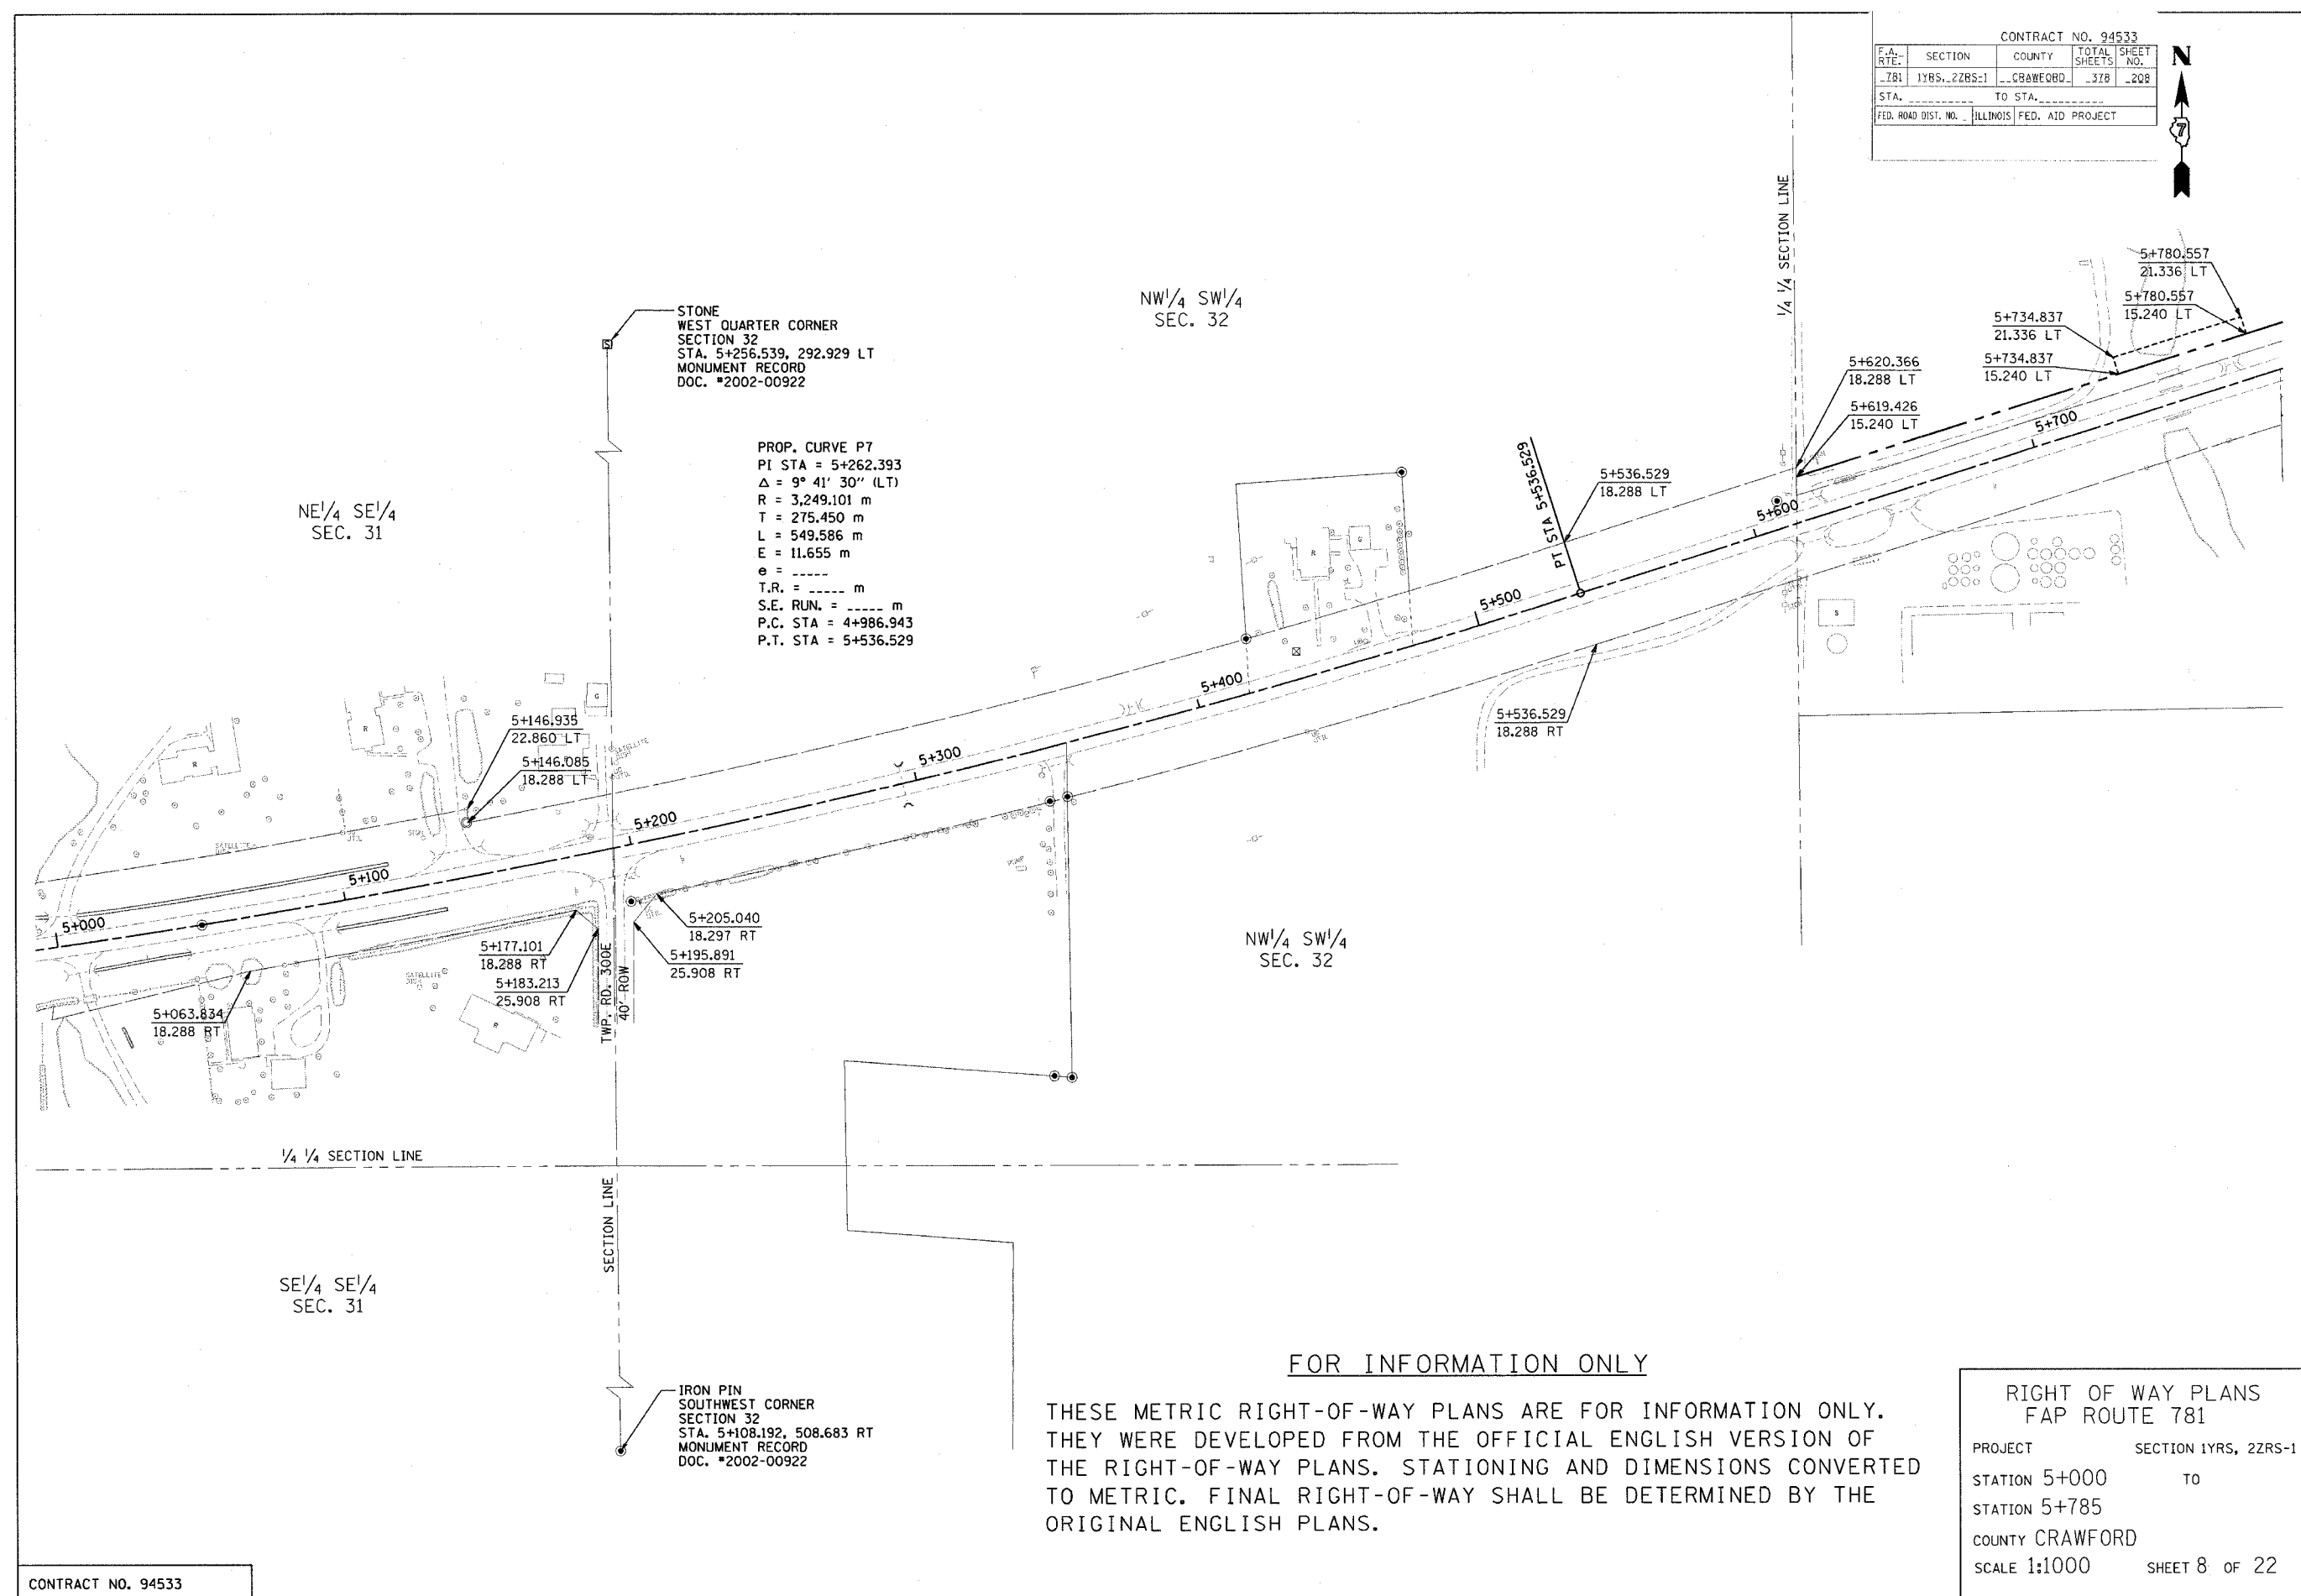 CONTRACT NO. 94533
F.A. RTE. SECTION COUNTY TOTAL SHEETS SHEET NO.
781 1YRS, 2ZRS-1 CRAWFORD 378 208
STA. TO STA.
FED. ROAD DIST. NO. ILLINOIS FED. AID PROJECT
N
7
1/4 1/4 SECTION LINE
5+780.557
21.336 LT
5+780.557
15.240 LT
5+734.837
21.336 LT
5+734.837
15.240 LT
5+620.366
18.288 LT
5+619.426
15.240 LT
NW1/4 SW1/4
SEC. 32
S
STONE
WEST QUARTER CORNER
SECTION 32
STA. 5+256.539, 292.929 LT
MONUMENT RECORD
DOC. #2002-00922
PROP. CURVE P7
PI STA = 5+262.393
Δ = 9° 41' 30" (LT)
R = 3,249.101 m
T = 275.450 m
L = 549.586 m
E = 11.655 m
e = _____
T.R. = _____ m
S.E. RUN. = _____ m
P.C. STA = 4+986.943
P.T. STA = 5+536.529
NE1/4 SE1/4
SEC. 31
PT STA 5+536.529
5+536.529
18.288 LT
5+700
5+600
5+500
5+400
5+300
5+200
5+100
5+000
R
G
S
G
R
R
5+536.529
18.288 RT
5+146.935
22.860 LT
5+146.085
18.288 LT
5+205.040
18.297 RT
5+195.891
25.908 RT
5+177.101
18.288 RT
5+183.213
25.908 RT
5+063.834
18.288 RT
R
TWP. RD. 300E
40' ROW
NW1/4 SW1/4
SEC. 32
1/4 1/4 SECTION LINE
SECTION LINE
SE1/4 SE1/4
SEC. 31
IRON PIN
SOUTHWEST CORNER
SECTION 32
STA. 5+108.192, 508.683 RT
MONUMENT RECORD
DOC. #2002-00922
FOR INFORMATION ONLY
THESE METRIC RIGHT-OF-WAY PLANS ARE FOR INFORMATION ONLY.
THEY WERE DEVELOPED FROM THE OFFICIAL ENGLISH VERSION OF
THE RIGHT-OF-WAY PLANS. STATIONING AND DIMENSIONS CONVERTED
TO METRIC. FINAL RIGHT-OF-WAY SHALL BE DETERMINED BY THE
ORIGINAL ENGLISH PLANS.
RIGHT OF WAY PLANS
FAP ROUTE 781
PROJECT SECTION 1YRS, 2ZRS-1
STATION 5+000 TO
STATION 5+785
COUNTY CRAWFORD
SCALE 1:1000 SHEET 8 OF 22
CONTRACT NO. 94533